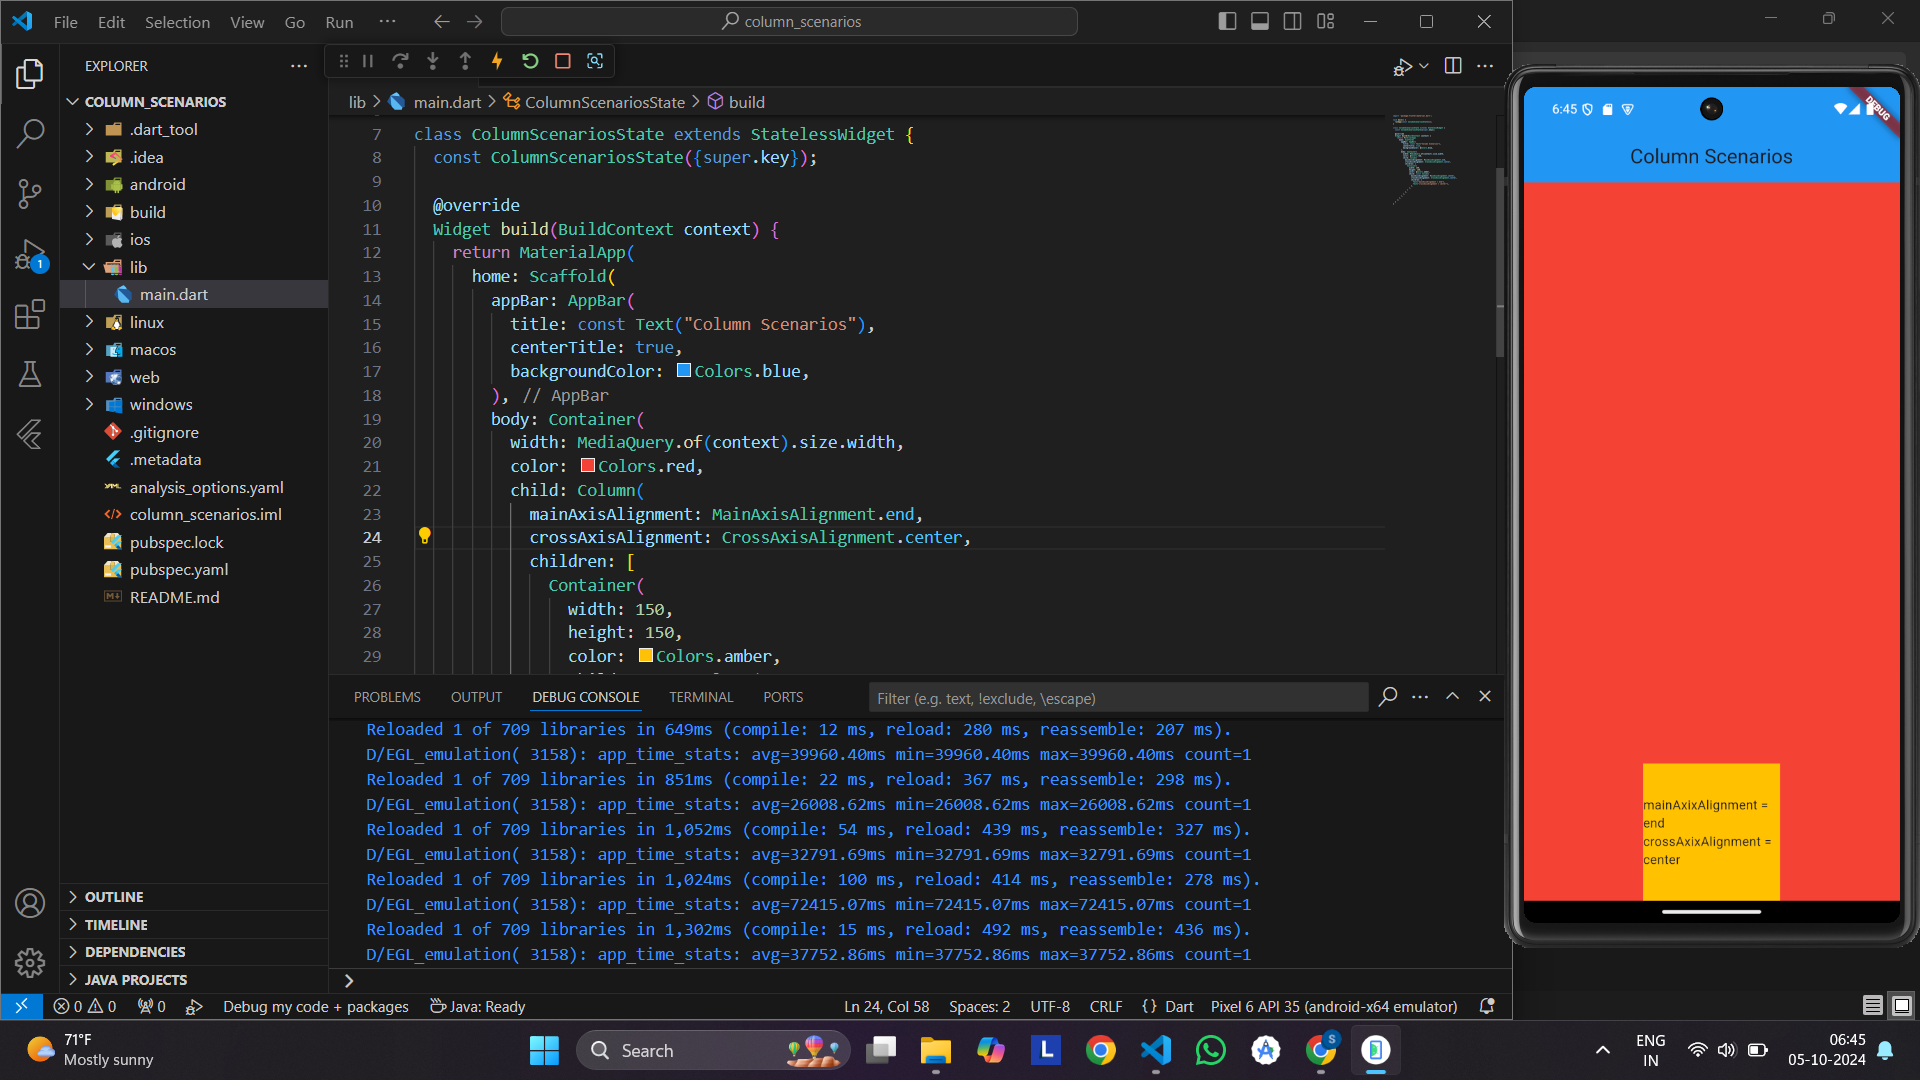 File Edit Selection View Go Run ···
column_scenarios
EXPLORER
COLUMN_SCENARIOS
.dart_tool
.idea
android
build
ios
lib
main.dart
linux
macos
web
windows
.gitignore
.metadata
analysis_options.yaml
column_scenarios.iml
pubspec.lock
pubspec.yaml
README.md
OUTLINE
TIMELINE
DEPENDENCIES
JAVA PROJECTS
lib > main.dart > ColumnScenariosState > build
7 class ColumnScenariosState extends StatelessWidget {
8 const ColumnScenariosState({super.key});
9
10 @override
11 Widget build(BuildContext context) {
12 return MaterialApp(
13 home: Scaffold(
14 appBar: AppBar(
15 title: const Text("Column Scenarios"),
16 centerTitle: true,
17 backgroundColor: Colors.blue,
18 ), // AppBar
19 body: Container(
20 width: MediaQuery.of(context).size.width,
21 color: Colors.red,
22 child: Column(
23 mainAxisAlignment: MainAxisAlignment.end,
24 crossAxisAlignment: CrossAxisAlignment.center,
25 children: [
26 Container(
27 width: 150,
28 height: 150,
29 color: Colors.amber,
PROBLEMS OUTPUT DEBUG CONSOLE TERMINAL PORTS
Filter (e.g. text, !exclude, \escape)
Reloaded 1 of 709 libraries in 649ms (compile: 12 ms, reload: 280 ms, reassemble: 207 ms).
D/EGL_emulation( 3158): app_time_stats: avg=39960.40ms min=39960.40ms max=39960.40ms count=1
Reloaded 1 of 709 libraries in 851ms (compile: 22 ms, reload: 367 ms, reassemble: 298 ms).
D/EGL_emulation( 3158): app_time_stats: avg=26008.62ms min=26008.62ms max=26008.62ms count=1
Reloaded 1 of 709 libraries in 1,052ms (compile: 54 ms, reload: 439 ms, reassemble: 327 ms).
D/EGL_emulation( 3158): app_time_stats: avg=32791.69ms min=32791.69ms max=32791.69ms count=1
Reloaded 1 of 709 libraries in 1,024ms (compile: 100 ms, reload: 414 ms, reassemble: 278 ms).
D/EGL_emulation( 3158): app_time_stats: avg=72415.07ms min=72415.07ms max=72415.07ms count=1
Reloaded 1 of 709 libraries in 1,302ms (compile: 15 ms, reload: 492 ms, reassemble: 436 ms).
D/EGL_emulation( 3158): app_time_stats: avg=37752.86ms min=37752.86ms max=37752.86ms count=1
6:45
DEBUG
Column Scenarios
mainAxixAlignment =
end
crossAxixAlignment =
center
1
0 0 0 Debug my code + packages Java: Ready
Ln 24, Col 58 Spaces: 2 UTF-8 CRLF {} Dart Pixel 6 API 35 (android-x64 emulator)
71°F
Mostly sunny
Search
L
S
ENG
IN
06:45
05-10-2024